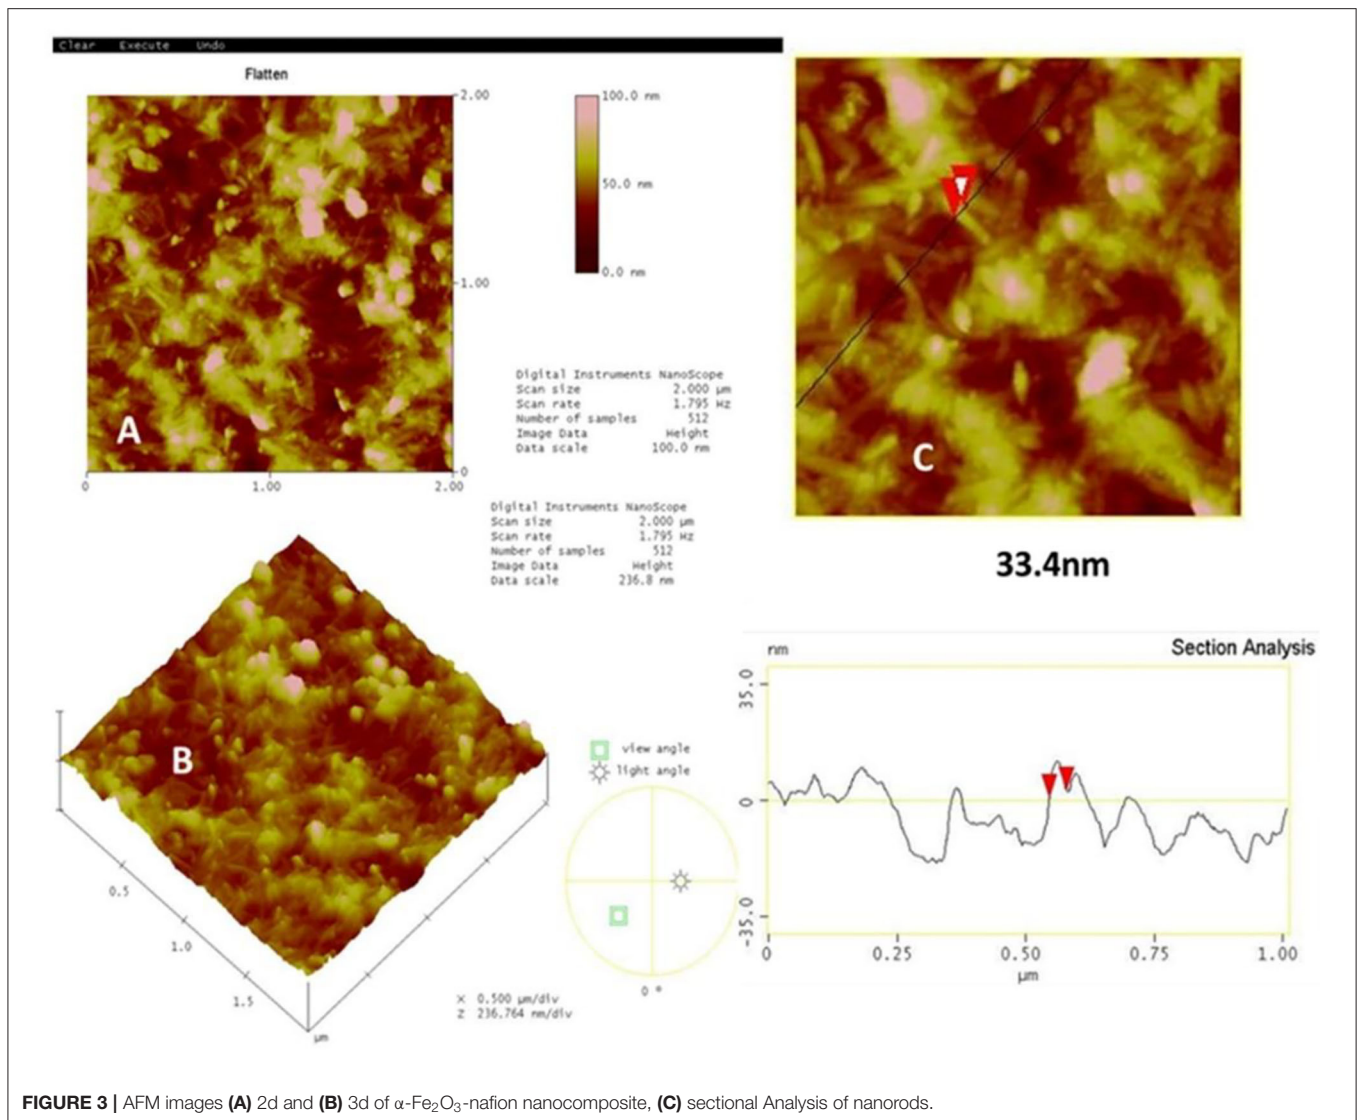 Clear Execute Undo
Flatten
2.00
1.00
0
0 1.00 2.00
A
100.0 nm
50.0 nm
0.0 nm
Digital Instruments NanoScope
Scan size 2.000 µm
Scan rate 1.795 Hz
Number of samples 512
Image Data Height
Data scale 100.0 nm
Digital Instruments NanoScope
Scan size 2.000 µm
Scan rate 1.795 Hz
Number of samples 512
Image Data Height
Data scale 236.8 nm
C
33.4nm
B
0.5
1.0
1.5
µm
view angle
light angle
0 °
X 0.500 µm/div
Z 236.764 nm/div
nm
Section Analysis
35.0
0
-35.0
0 0.25 0.50 0.75 1.00
µm
FIGURE 3 | AFM images (A) 2d and (B) 3d of α-Fe₂O₃-nafion nanocomposite, (C) sectional Analysis of nanorods.